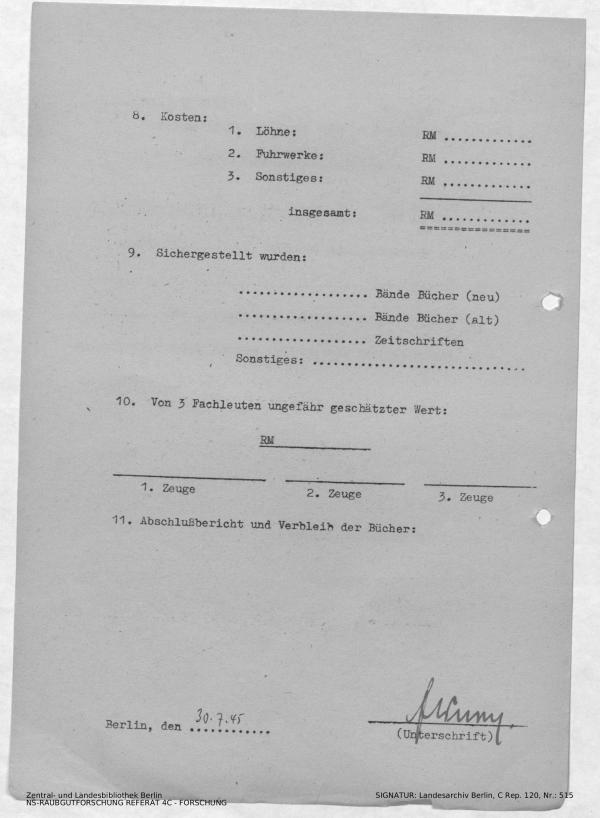 8. Kosten:
1. Löhne: RM .............
2. Fuhrwerke: RM .............
3. Sonstiges: RM .............
insgesamt: RM .............
================
9. Sichergestellt wurden:
................... Bände Bücher (neu)
................... Bände Bücher (alt)
................... Zeitschriften
Sonstiges: ...............................
10. Von 3 Fachleuten ungefähr geschätzter Wert:
RM
1. Zeuge 2. Zeuge 3. Zeuge
11. Abschlußbericht und Verbleib der Bücher:
Berlin, den 30.7.45
(Unterschrift)
Zentral- und Landesbibliothek Berlin
NS-RAUBGUTFORSCHUNG REFERAT 4C - FORSCHUNG
SIGNATUR: Landesarchiv Berlin, C Rep. 120, Nr.: 515